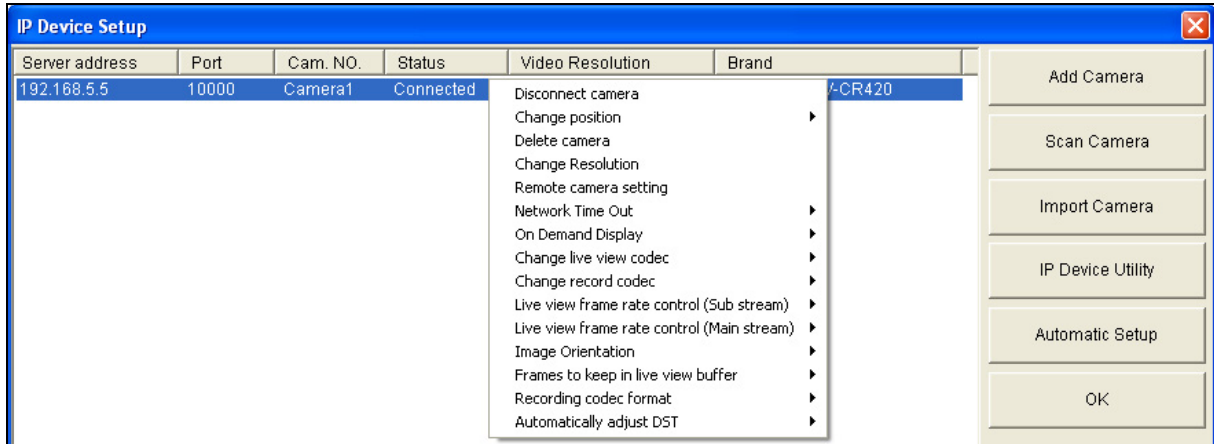 IP Device Setup
Server address Port Cam. NO. Status Video Resolution Brand
192.168.5.5 10000 Camera1 Connected V-CR420
Disconnect camera
Change position
Delete camera
Change Resolution
Remote camera setting
Network Time Out
On Demand Display
Change live view codec
Change record codec
Live view frame rate control (Sub stream)
Live view frame rate control (Main stream)
Image Orientation
Frames to keep in live view buffer
Recording codec format
Automatically adjust DST
Add Camera
Scan Camera
Import Camera
IP Device Utility
Automatic Setup
OK